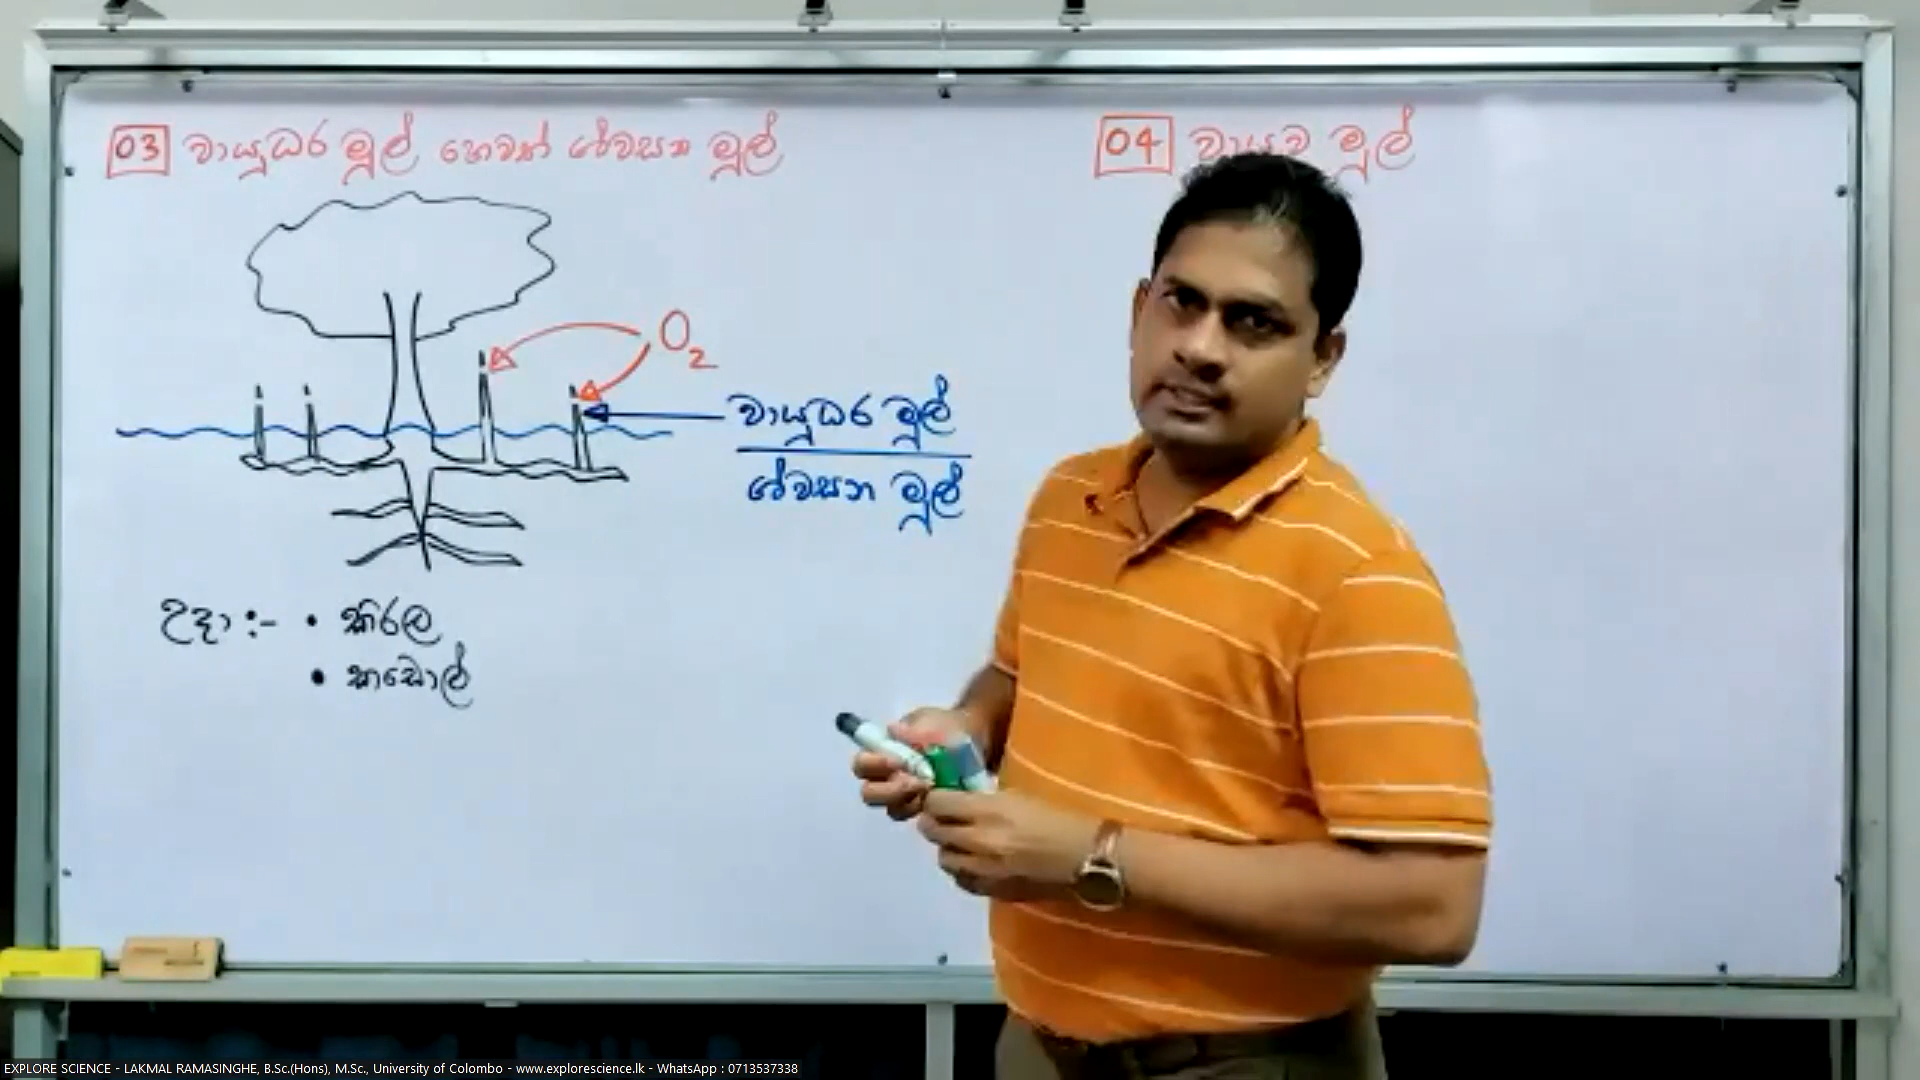 03 වායුධර මූල් හෙවත් ශ්වසන මූල්
O2
වායුධර මූල්
ශ්වසන මූල්
උදා :- • කිරල
• කඩොල්
04 වායව මූල්
EXPLORE SCIENCE - LAKMAL RAMASINGHE, B.Sc.(Hons), M.Sc., University of Colombo - www.explorescience.lk - WhatsApp : 0713537338